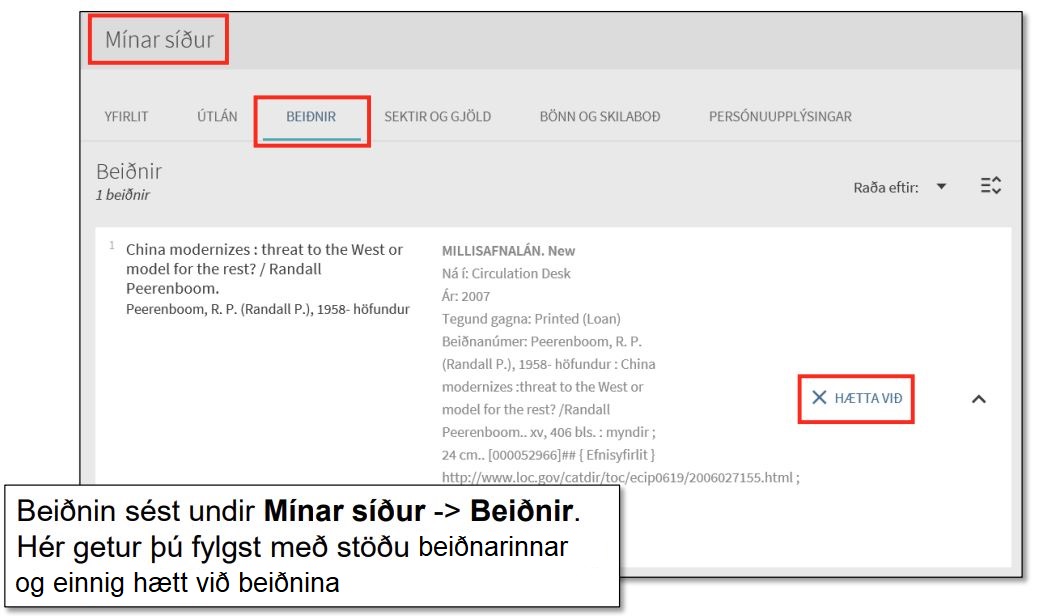 Mínar síður
YFIRLIT ÚTLÁN BEIÐNIR SEKTIR OG GJÖLD BÖNN OG SKILABOÐ PERSÓNUUPPLÝSINGAR
Beiðnir
1 beiðnir
Raða eftir:
1 China modernizes : threat to the West or
model for the rest? / Randall
Peerenboom.
Peerenboom, R. P. (Randall P.), 1958- höfundur
MILLISAFNALÁN. New
Ná í: Circulation Desk
Ár: 2007
Tegund gagna: Printed (Loan)
Beiðnanúmer: Peerenboom, R. P.
(Randall P.), 1958- höfundur : China
modernizes :threat to the West or
model for the rest? /Randall
Peerenboom.. xv, 406 bls. : myndir ;
24 cm.. [000052966]## { Efnisyfirlit }
http://www.loc.gov/catdir/toc/ecip0619/2006027155.html ;
HÆTTA VIÐ
Beiðnin sést undir Mínar síður -> Beiðnir.
Hér getur þú fylgst með stöðu beiðnarinnar
og einnig hætt við beiðnina